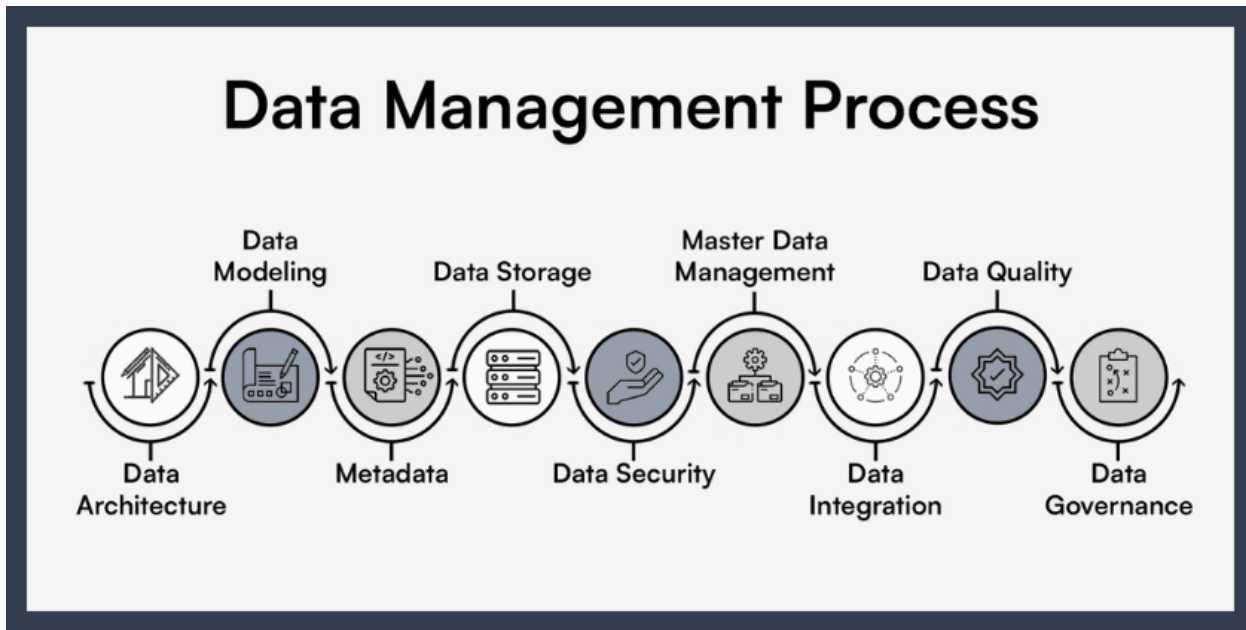 Data Management Process
Data
Architecture
Data
Modeling
Metadata
</>
Data Storage
Data Security
Master Data
Management
Data
Integration
Data Quality
Data
Governance